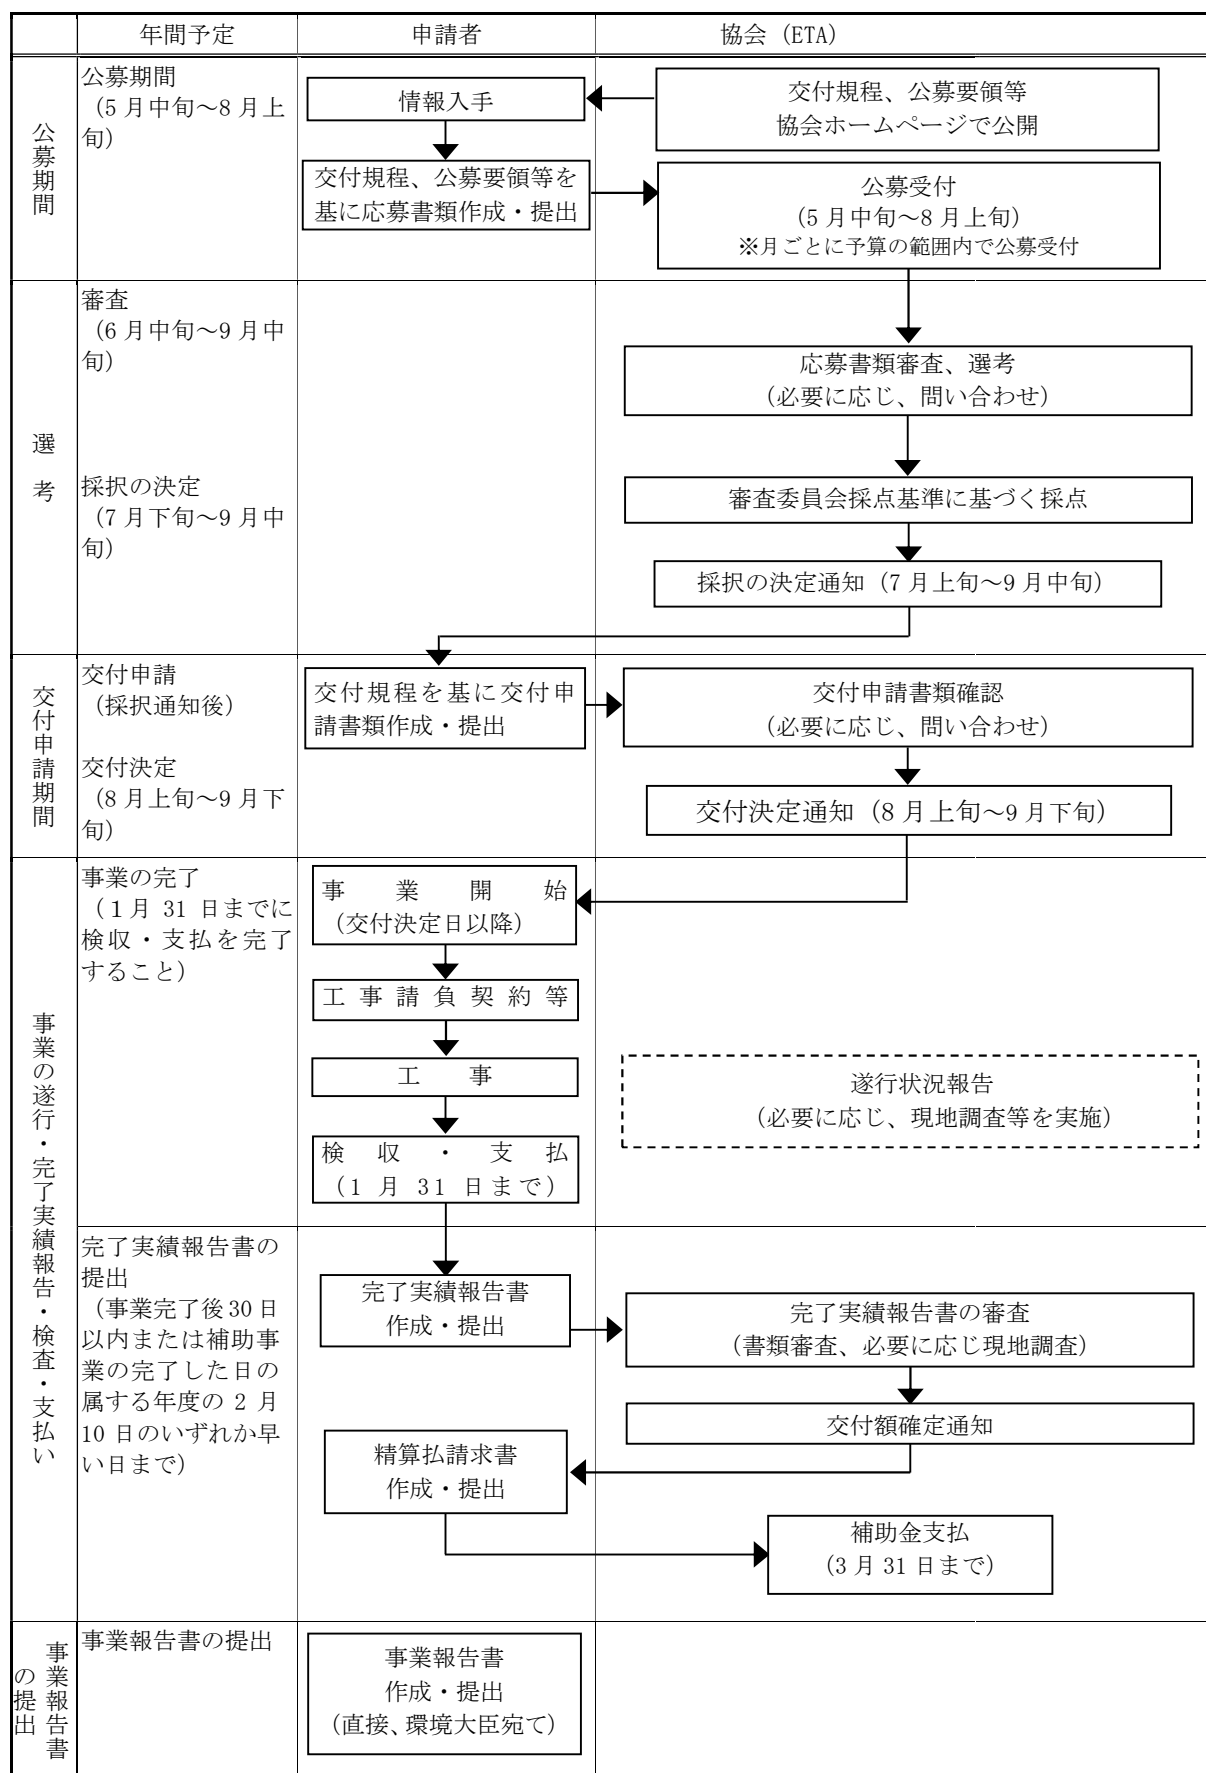 年間予定
申請者
協会 (ETA)
公募期間
公募期間
（5 月中旬～8 月上
旬）
情報入手
交付規程、公募要領等
協会ホームページで公開
交付規程、公募要領等を
基に応募書類作成・提出
公募受付
（5 月中旬～8 月上旬）
※月ごとに予算の範囲内で公募受付
選考
審査
（6 月中旬～9 月中
旬）
応募書類審査、選考
（必要に応じ、問い合わせ）
採択の決定
（7 月下旬～9 月中
旬）
審査委員会採点基準に基づく採点
採択の決定通知（7 月上旬～9 月中旬）
交付申請期間
交付申請
（採択通知後）
交付規程を基に交付申
請書類作成・提出
交付申請書類確認
（必要に応じ、問い合わせ）
交付決定
（8 月上旬～9 月下
旬）
交付決定通知（8 月上旬～9 月下旬）
事業の遂行・完了実績報告・検査・支払い
事業の完了
（１月 31 日までに
検収・支払を完了
すること）
事業開始
（交付決定日以降）
工事請負契約等
工事
遂行状況報告
（必要に応じ、現地調査等を実施）
検収・支払
（1 月 31 日まで）
完了実績報告書の
提出
（事業完了後 30 日
以内または補助事
業の完了した日の
属する年度の 2 月
10 日のいずれか早
い日まで）
完了実績報告書
作成・提出
完了実績報告書の審査
（書類審査、必要に応じ現地調査）
交付額確定通知
精算払請求書
作成・提出
補助金支払
（3 月 31 日まで）
事業報告書
の提出
事業報告書の提出
事業報告書
作成・提出
（直接、環境大臣宛て）